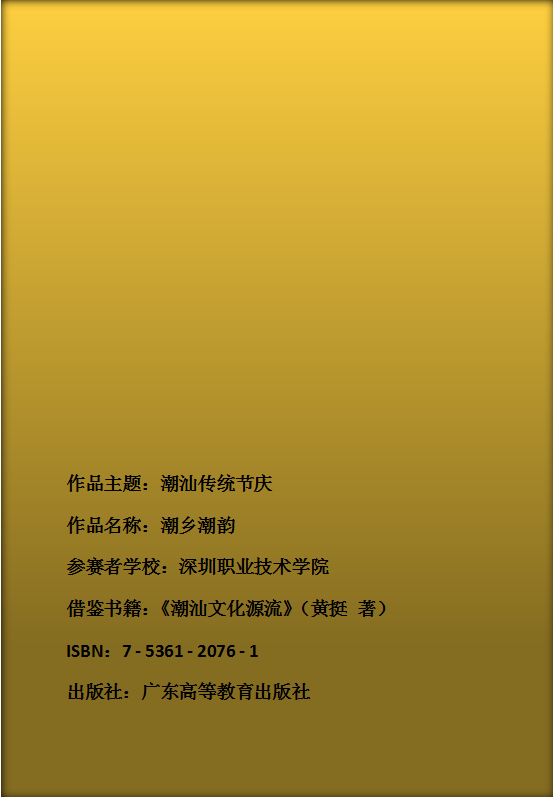 作品主题：潮汕传统节庆
作品名称：潮乡潮韵
参赛者学校：深圳职业技术学院
借鉴书籍：《潮汕文化源流》（黄挺 著）
ISBN：7 - 5361 - 2076 - 1
出版社：广东高等教育出版社